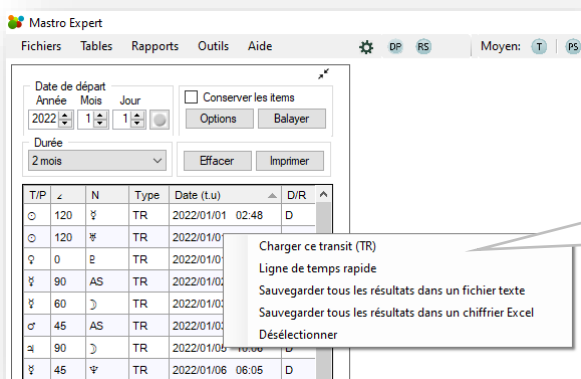 Mastro Expert
Fichiers Tables Rapports Outils Aide DP RS Moyen: T PS
Date de départ
Année Mois Jour
2022 1 1
Conserver les items
Options Balayer
Durée
2 mois
Effacer Imprimer
T/P ∠ N Type Date (t.u) D/R
☉ 120 ☿ TR 2022/01/01 02:48 D
☉ 120 ♅ TR 2022/01/01
♀ 0 ♇ TR 2022/01/0
☿ 90 AS TR 2022/01/02
☿ 60 ☽ TR 2022/01/0
♂ 45 AS TR 2022/01/0
♃ 90 ☽ TR 2022/01/05 10:06 D
☿ 45 ♆ TR 2022/01/06 06:05 D
Charger ce transit (TR)
Ligne de temps rapide
Sauvegarder tous les résultats dans un fichier texte
Sauvegarder tous les résultats dans un chiffrier Excel
Désélectionner